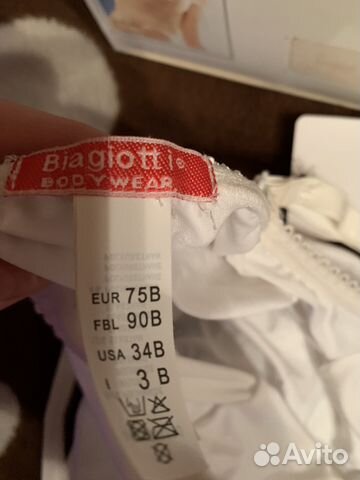 Biagiotti
BODYWEAR
EUR 75B
FBL 90B
USA 34B
I 3 B
Avito